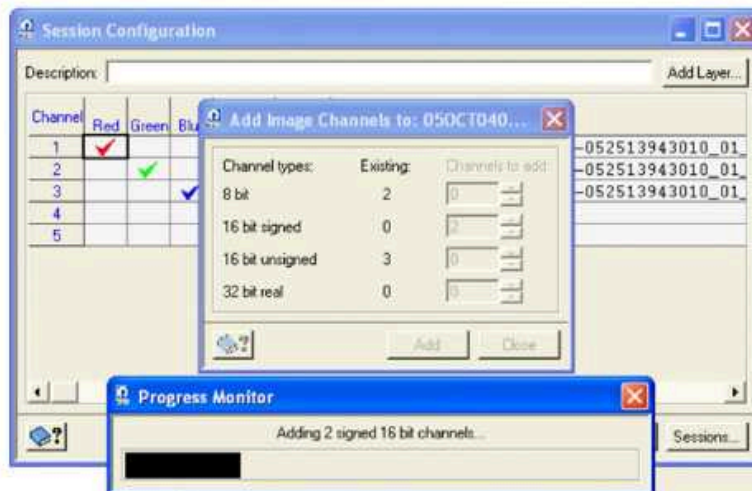 Session Configuration
Description:
Add Layer...
Channel Red Green Blu
1
2
3
4
5
-052513943010_01_
-052513943010_01_
-052513943010_01_
Add Image Channels to: 05OCT040...
Channel types: Existing: Channels to add:
8 bit 2 0
16 bit signed 0 2
16 bit unsigned 3 0
32 bit real 0 0
Add Close
Progress Monitor
Adding 2 signed 16 bit channels...
Sessions...